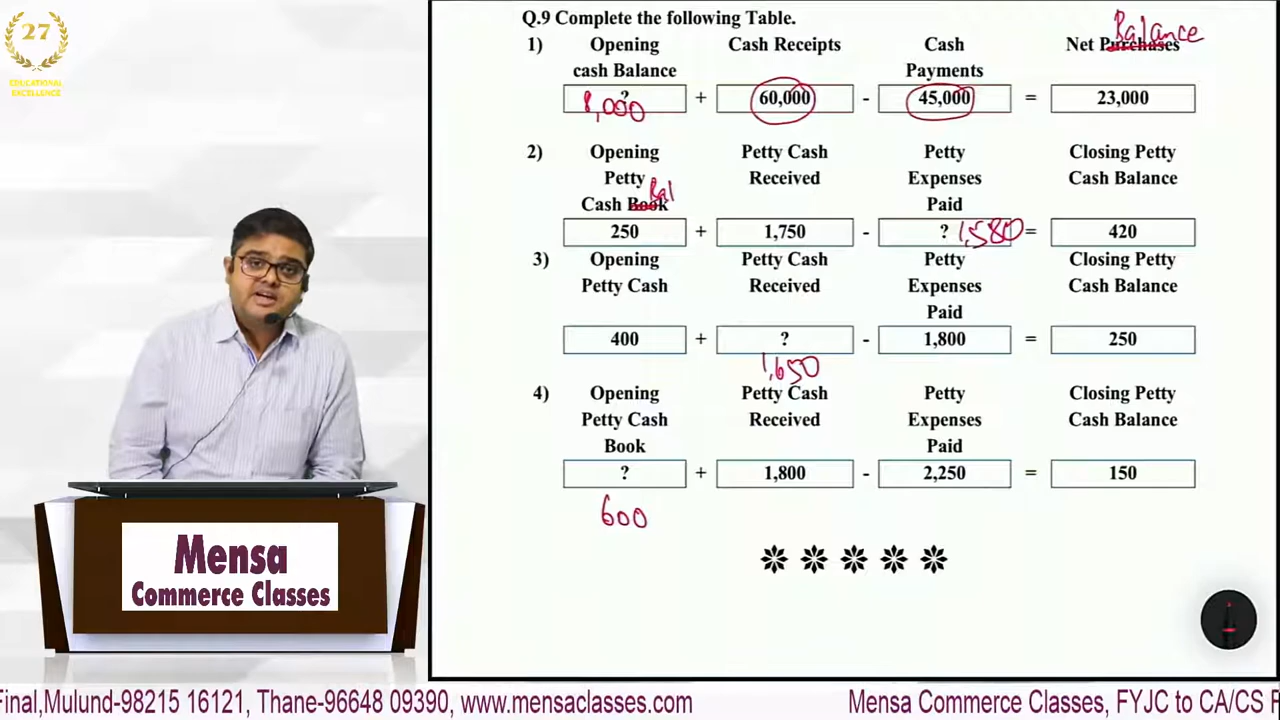 27
EDUCATIONAL
EXCELLENCE
Q.9 Complete the following Table.
Balance
1) Opening Cash Receipts Cash Net Purchases
cash Balance Payments
? + 60,000 - 45,000 = 23,000
8,000
2) Opening Petty Cash Petty Closing Petty
Petty Received Expenses Cash Balance
Bal
Cash Book Paid
250 + 1,750 - ? 1,580 = 420
3) Opening Petty Cash Petty Closing Petty
Petty Cash Received Expenses Cash Balance
Paid
400 + ? - 1,800 = 250
1,650
4) Opening Petty Cash Petty Closing Petty
Petty Cash Received Expenses Cash Balance
Book Paid
? + 1,800 - 2,250 = 150
600
Mensa
Commerce Classes
Final,Mulund-98215 16121, Thane-96648 09390, www.mensaclasses.com Mensa Commerce Classes, FYJC to CA/CS F